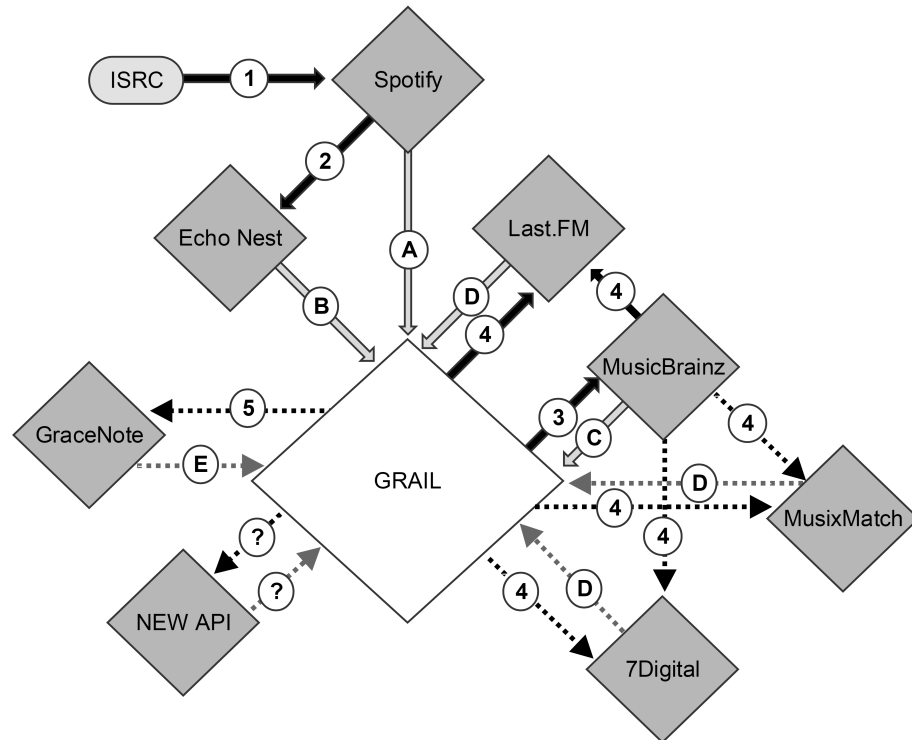 ISRC
1
Spotify
2
Echo Nest
A
Last.FM
B
D
4
4
MusicBrainz
3
C
4
GraceNote
5
E
GRAIL
D
4
MusixMatch
4
?
?
NEW API
4
D
7Digital